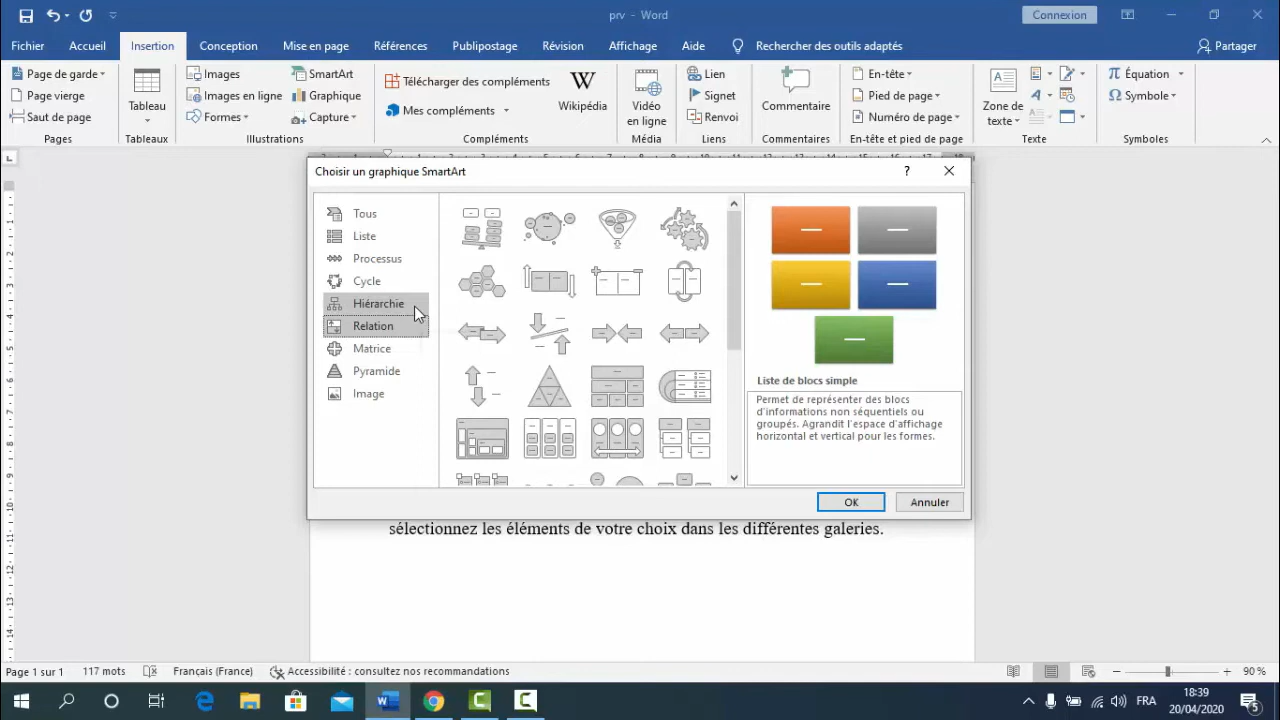 prv - Word
Connexion
Fichier
Accueil
Insertion
Conception
Mise en page
Références
Publipostage
Révision
Affichage
Aide
Rechercher des outils adaptés
Partager
Page de garde
Page vierge
Saut de page
Pages
Tableau
Tableaux
Images
Images en ligne
Formes
SmartArt
Graphique
Capture
Illustrations
Télécharger des compléments
Mes compléments
W
Wikipédia
Compléments
Vidéo
en ligne
Média
Lien
Signet
Renvoi
Liens
Commentaire
Commentaires
En-tête
Pied de page
Numéro de page
En-tête et pied de page
Zone de
texte
Texte
Équation
Symbole
Symboles
Choisir un graphique SmartArt
?
Tous
Liste
Processus
Cycle
Hiérarchie
Relation
Matrice
Pyramide
Image
Liste de blocs simple
Permet de représenter des blocs
d'informations non séquentiels ou
groupés. Agrandit l'espace d'affichage
horizontal et vertical pour les formes.
OK
Annuler
sélectionnez les éléments de votre choix dans les différentes galeries.
Page 1 sur 1
117 mots
Français (France)
Accessibilité : consultez nos recommandations
90 %
FRA
18:39
20/04/2020
5